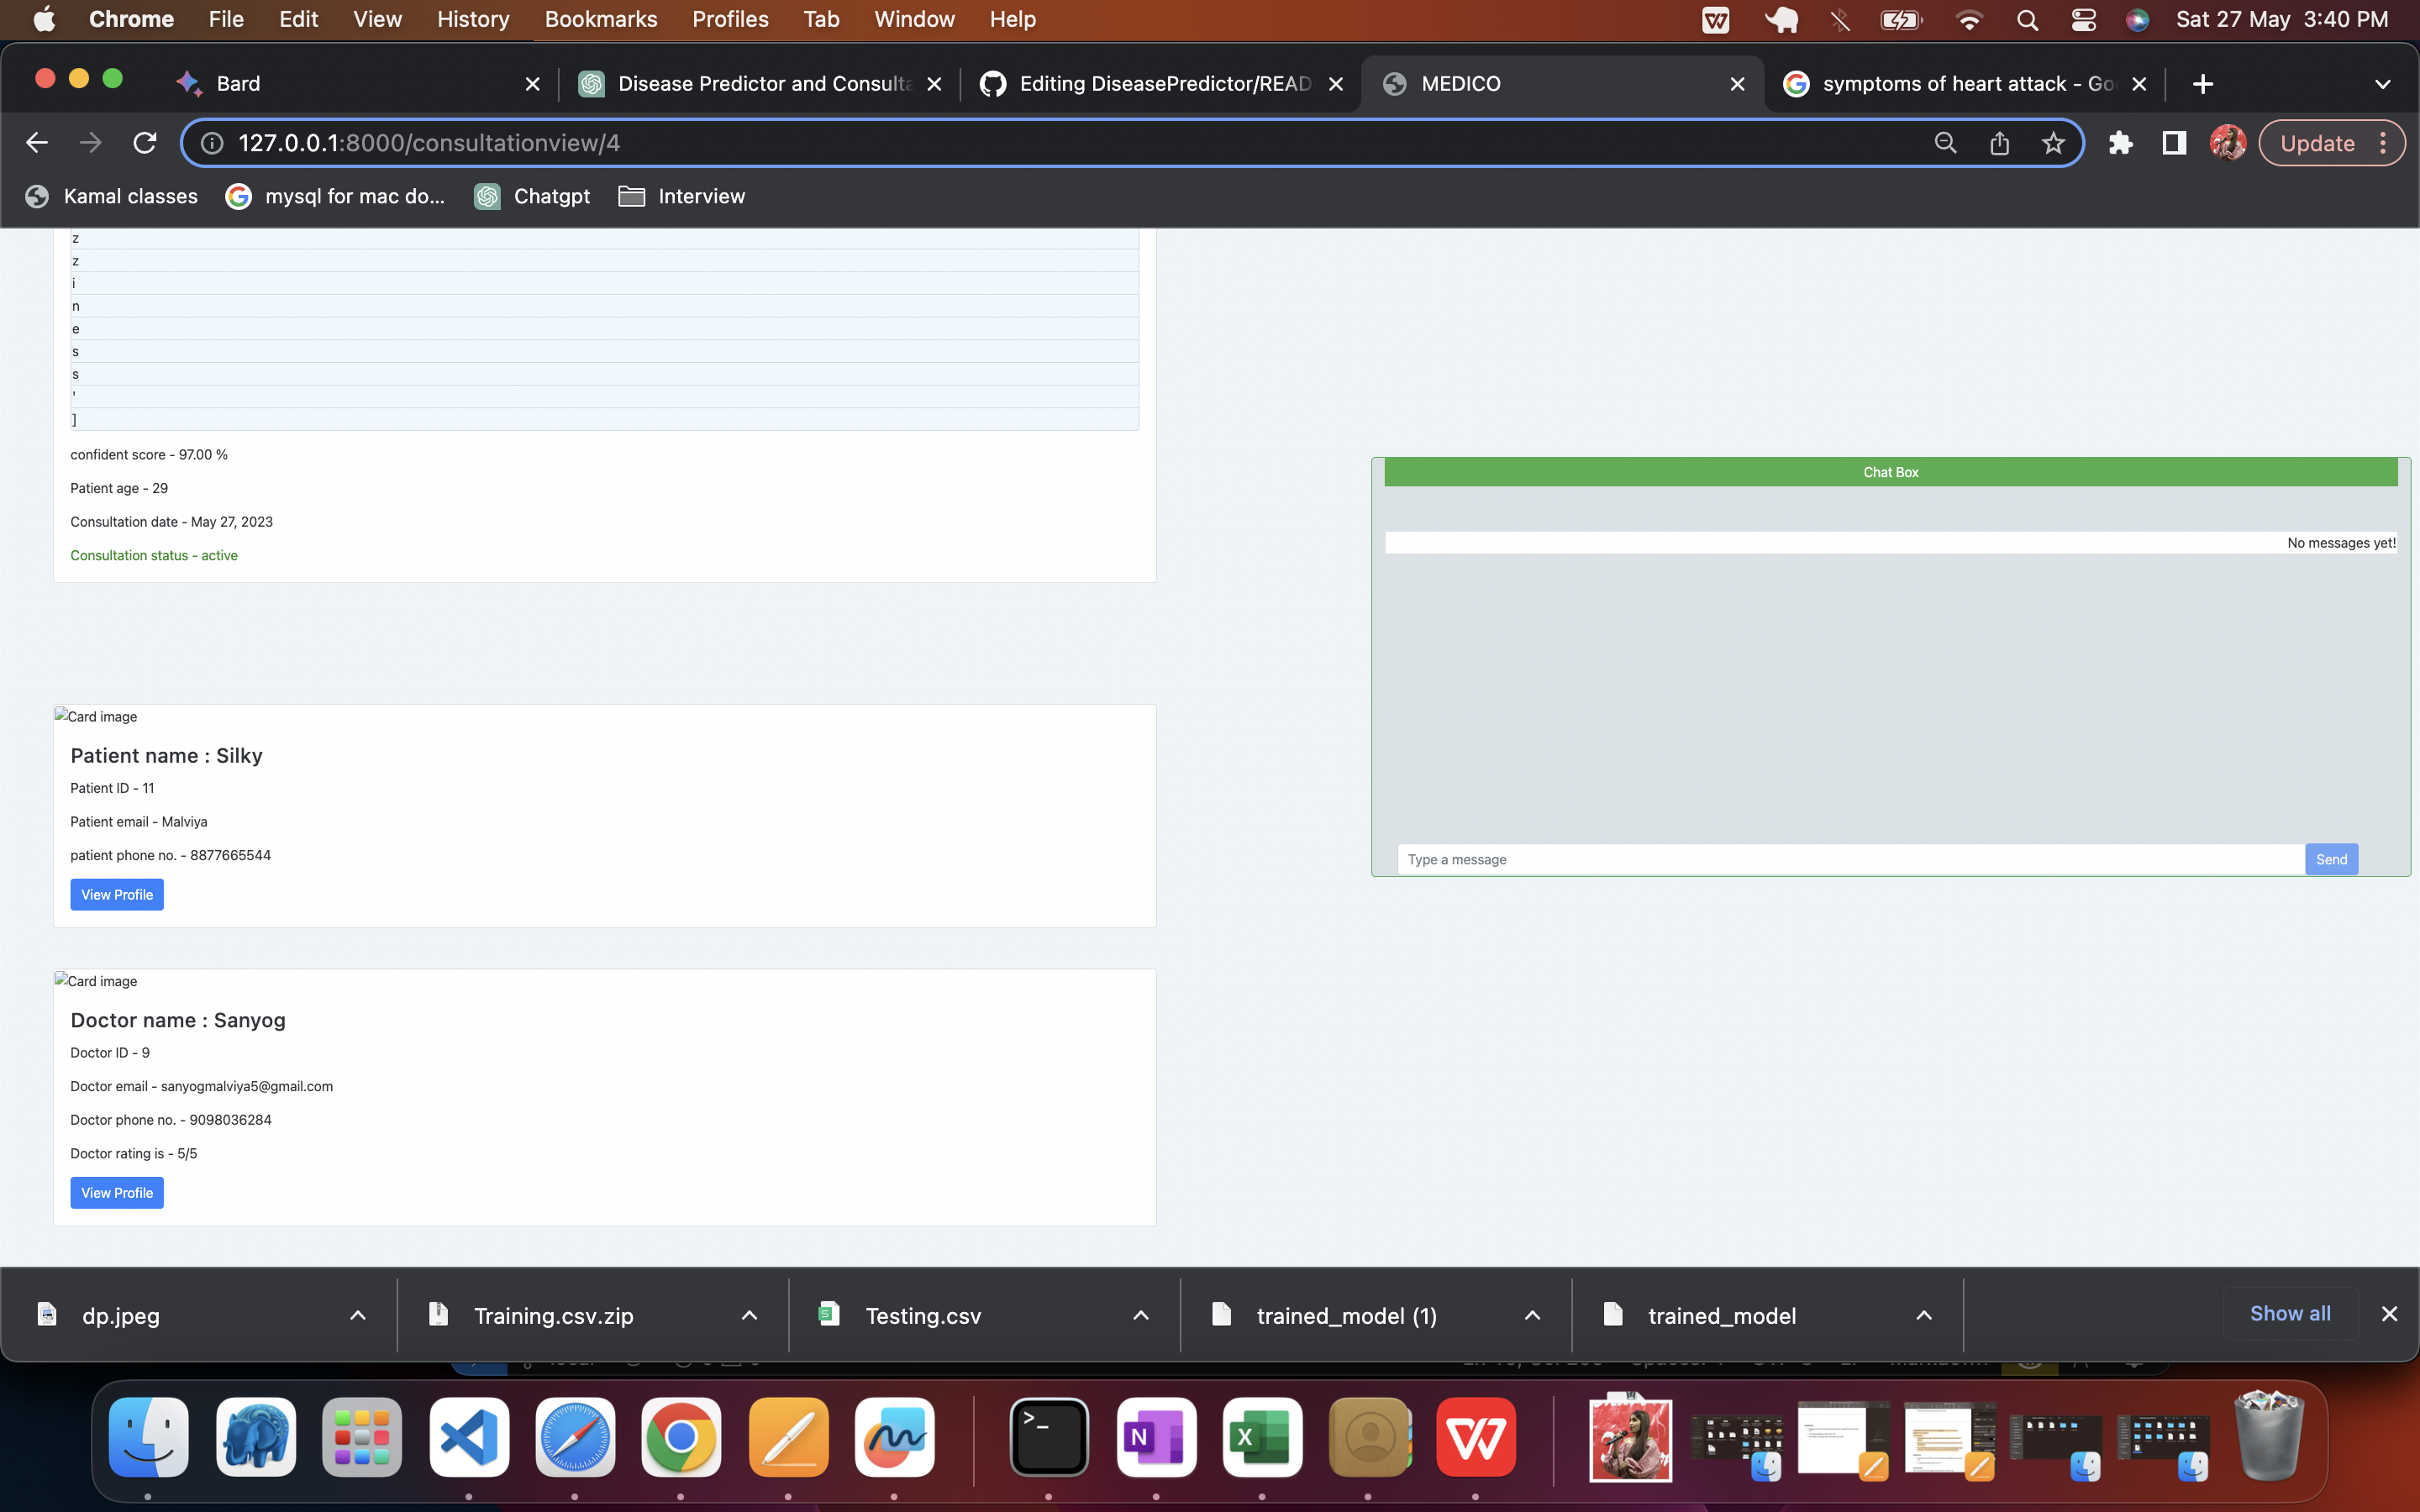 Chrome File Edit View History Bookmarks Profiles Tab Window Help Sat 27 May 3:40 PM
Bard Disease Predictor and Consulta Editing DiseasePredictor/READ MEDICO symptoms of heart attack - Go
127.0.0.1:8000/consultationview/4 Update
Kamal classes mysql for mac do... Chatgpt Interview
z
z
i
n
e
s
s
'
]
confident score - 97.00 %
Patient age - 29
Consultation date - May 27, 2023
Consultation status - active
Chat Box
No messages yet!
Type a message Send
Card image
Patient name : Silky
Patient ID - 11
Patient email - Malviya
patient phone no. - 8877665544
View Profile
Card image
Doctor name : Sanyog
Doctor ID - 9
Doctor email - sanyogmalviya5@gmail.com
Doctor phone no. - 9098036284
Doctor rating is - 5/5
View Profile
dp.jpeg Training.csv.zip Testing.csv trained_model (1) trained_model Show all